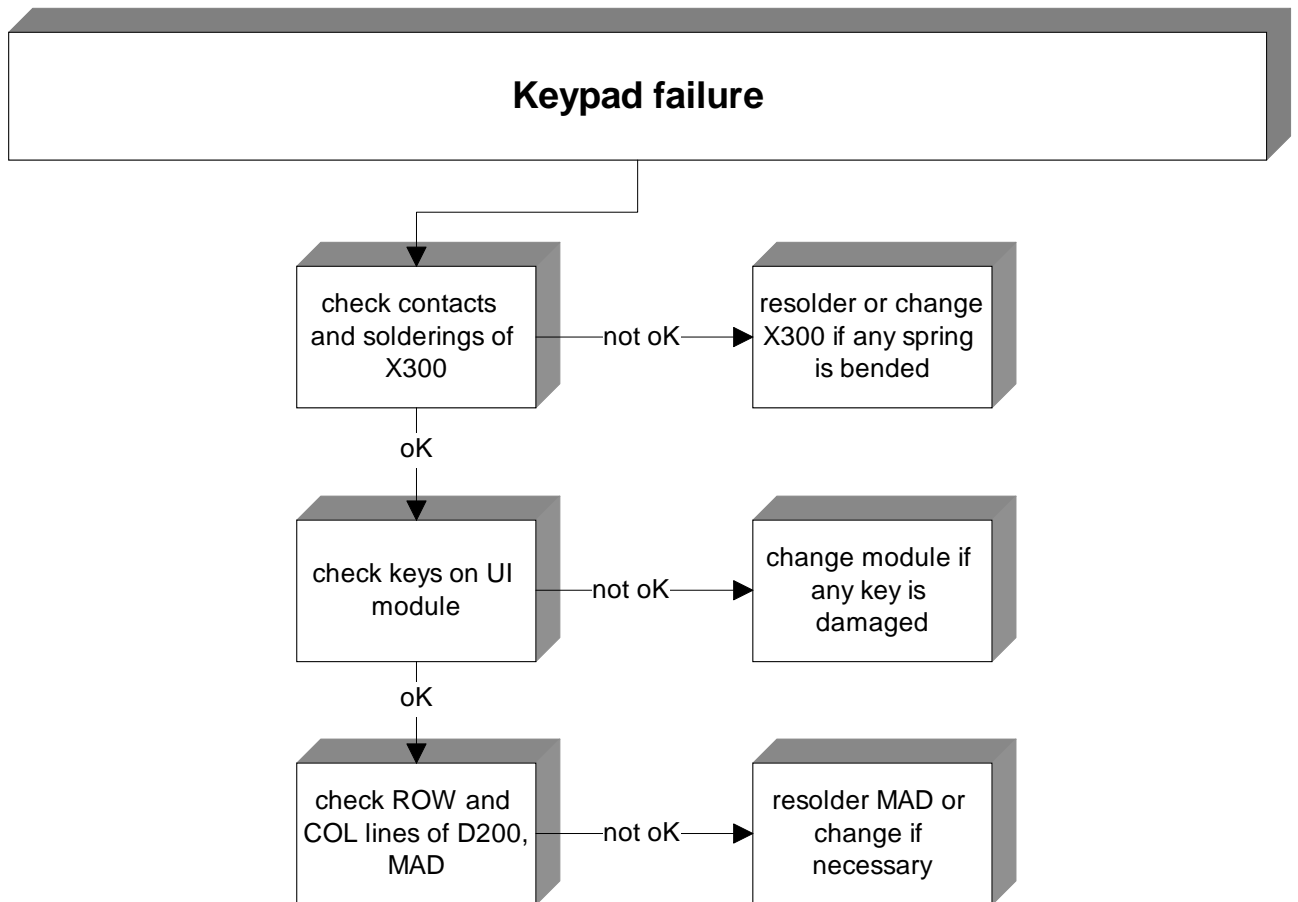 Keypad failure
check contacts
and solderings of
X300
not oK
resolder or change
X300 if any spring
is bended
oK
check keys on UI
module
not oK
change module if
any key is
damaged
oK
check ROW and
COL lines of D200,
MAD
not oK
resolder MAD or
change if
necessary